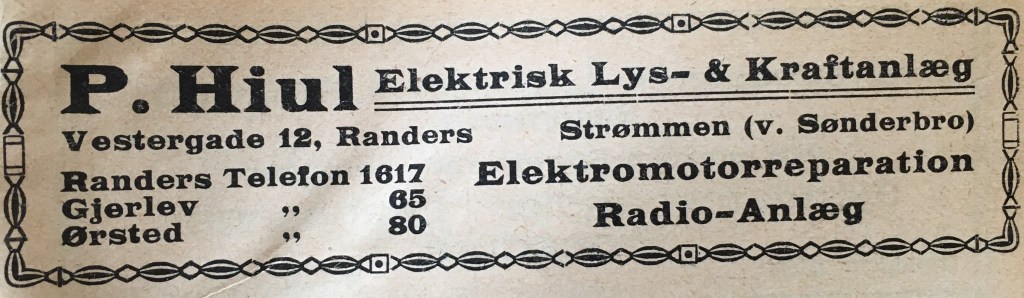 P. Hiul Elektrisk Lys- & Kraftanlæg
Vestergade 12, Randers
Strømmen (v. Sønderbro)
Randers Telefon 1617
Gjerlev „ 65
Ørsted „ 80
Elektromotorreparation
Radio-Anlæg